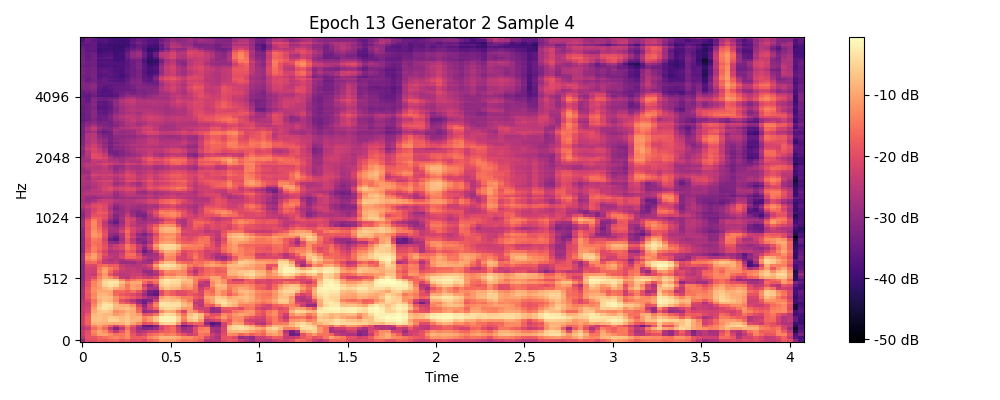 Epoch 13 Generator 2 Sample 4
Hz
4096
2048
1024
512
0
0 0.5 1 1.5 2 2.5 3 3.5 4
Time
-10 dB
-20 dB
-30 dB
-40 dB
-50 dB